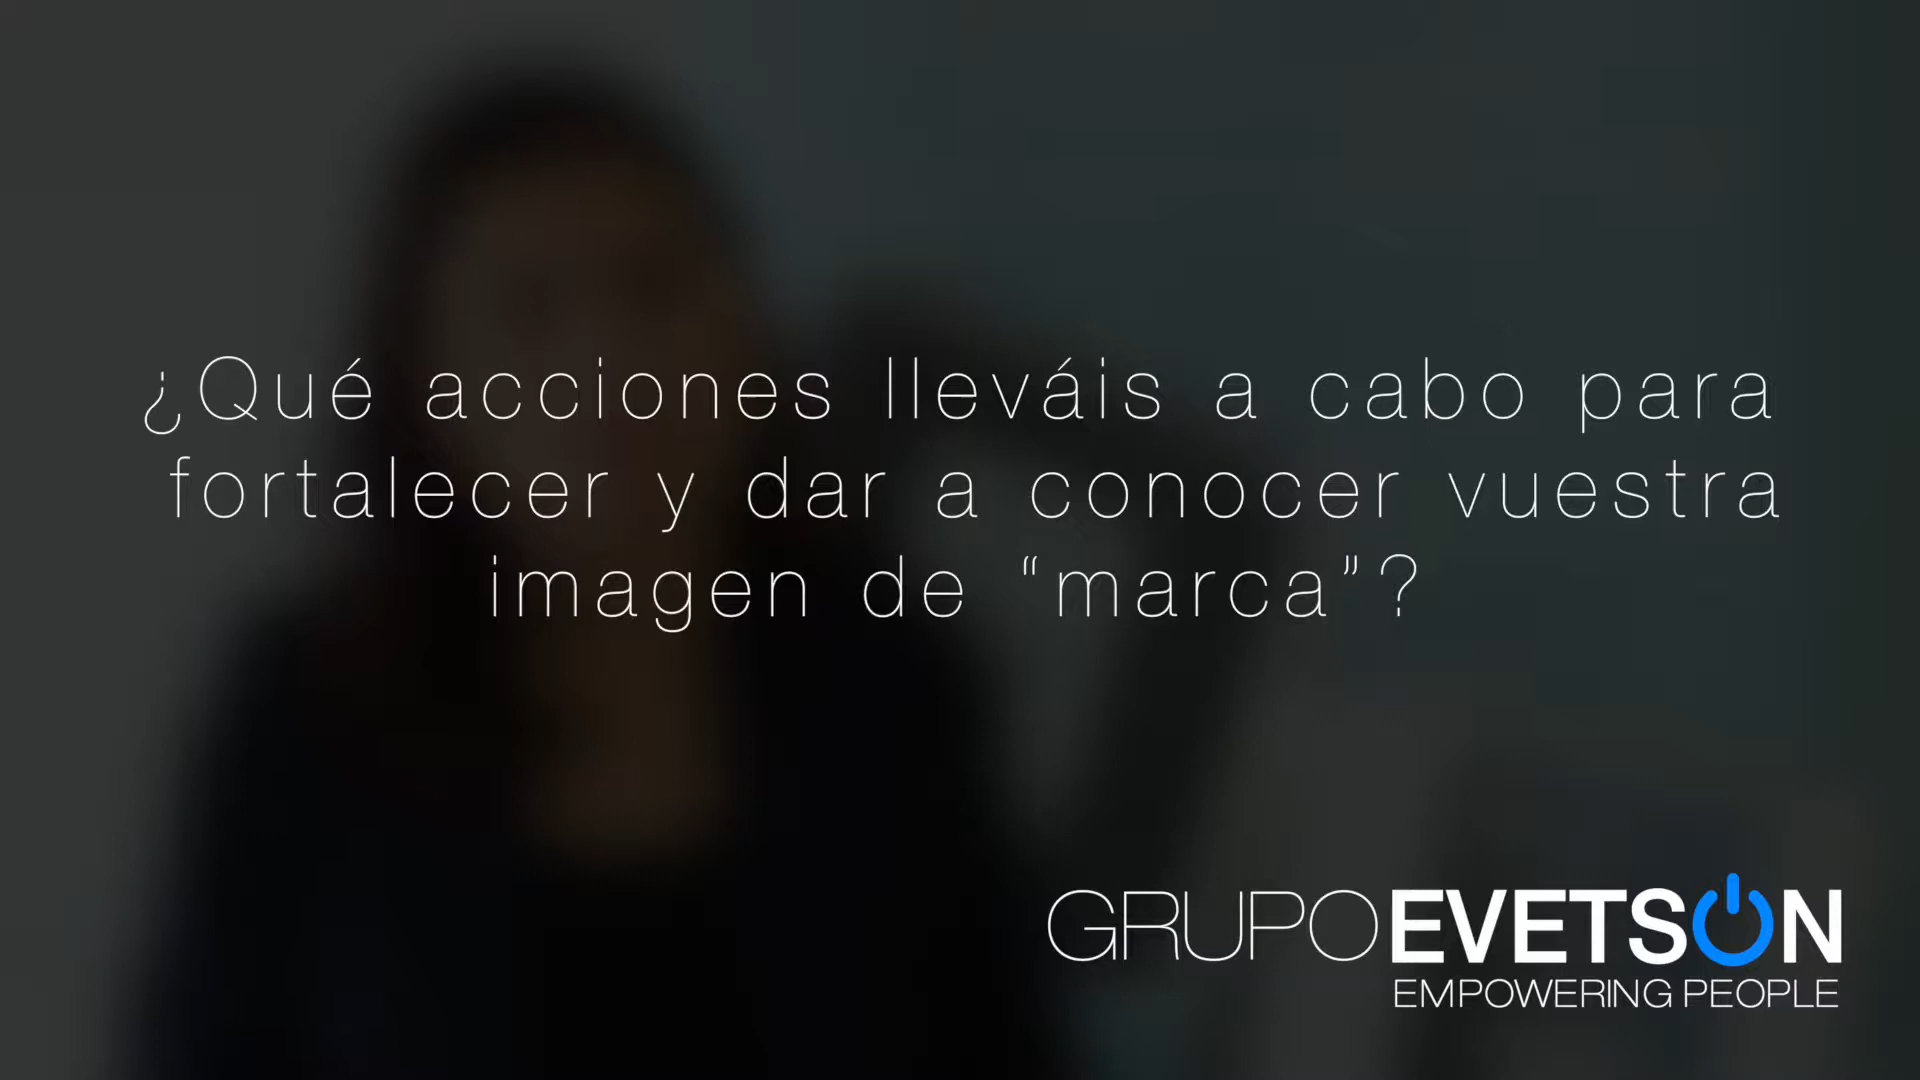 ¿Qué acciones lleváis a cabo para
fortalecer y dar a conocer vuestra
imagen de “marca”?
GRUPOEVETSON
EMPOWERING PEOPLE